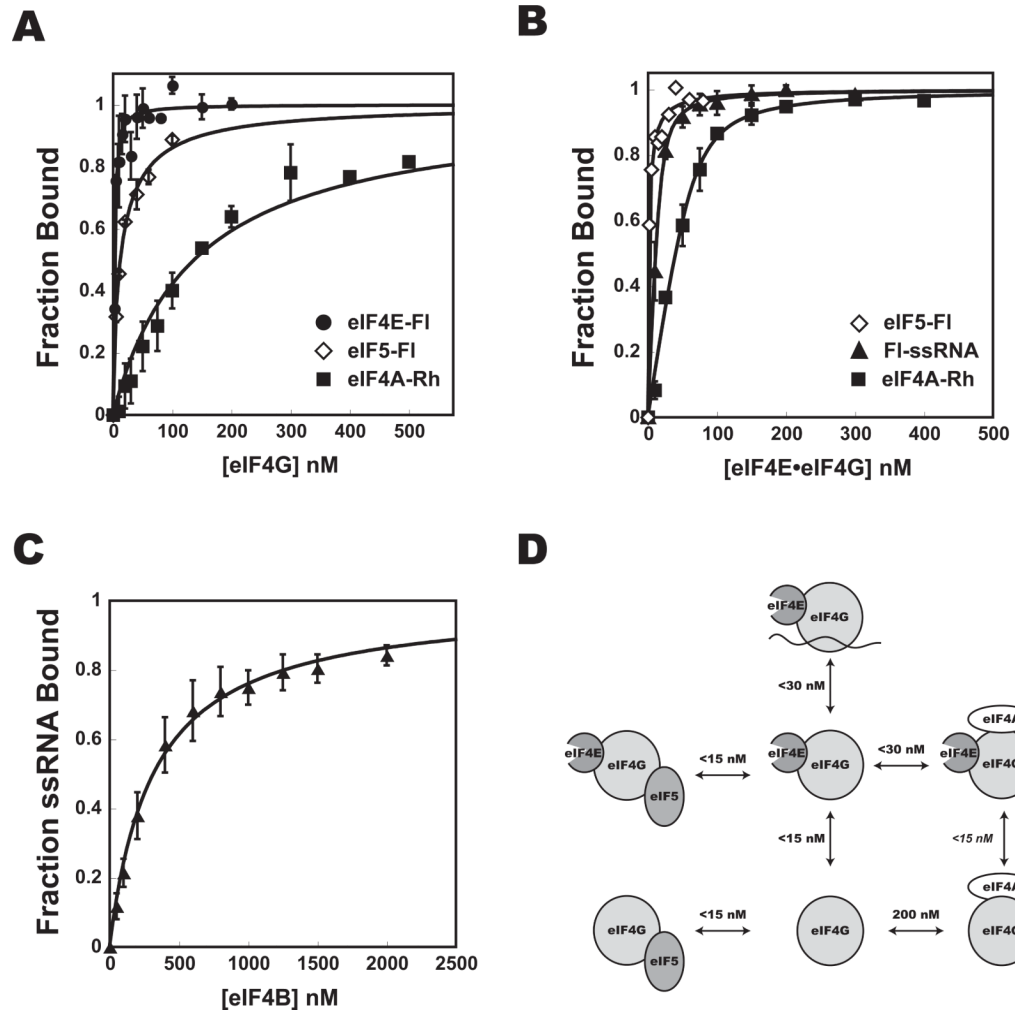 A
B
Fraction Bound
1
0.8
0.6
0.4
0.2
0
0
100
200
300
400
500
eIF4E-Fl
eIF5-Fl
eIF4A-Rh
[eIF4G] nM
Fraction Bound
1
0.8
0.6
0.4
0.2
0
0
100
200
300
400
500
eIF5-Fl
Fl-ssRNA
eIF4A-Rh
[eIF4E•eIF4G] nM
C
D
Fraction ssRNA Bound
1
0.8
0.6
0.4
0.2
0
0
500
1000
1500
2000
2500
[eIF4B] nM
eIF4E
eIF4G
<30 nM
eIF4E
eIF4G
eIF5
<15 nM
eIF4E
eIF4G
<30 nM
eIF4A
eIF4E
eIF4G
<15 nM
<15 nM
eIF4G
eIF5
<15 nM
eIF4G
200 nM
eIF4A
eIF4G